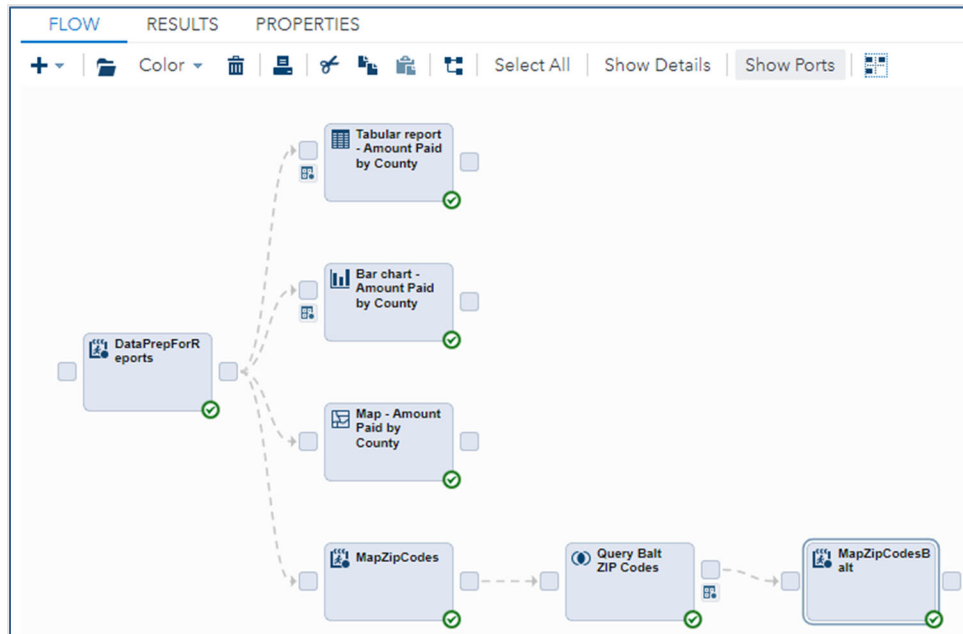 FLOW RESULTS PROPERTIES
Color Select All Show Details Show Ports
Tabular report
- Amount Paid
by County
Bar chart -
Amount Paid
by County
DataPrepForR
eports
Map - Amount
Paid by
County
MapZipCodes
Query Balt
ZIP Codes
MapZipCodesB
alt